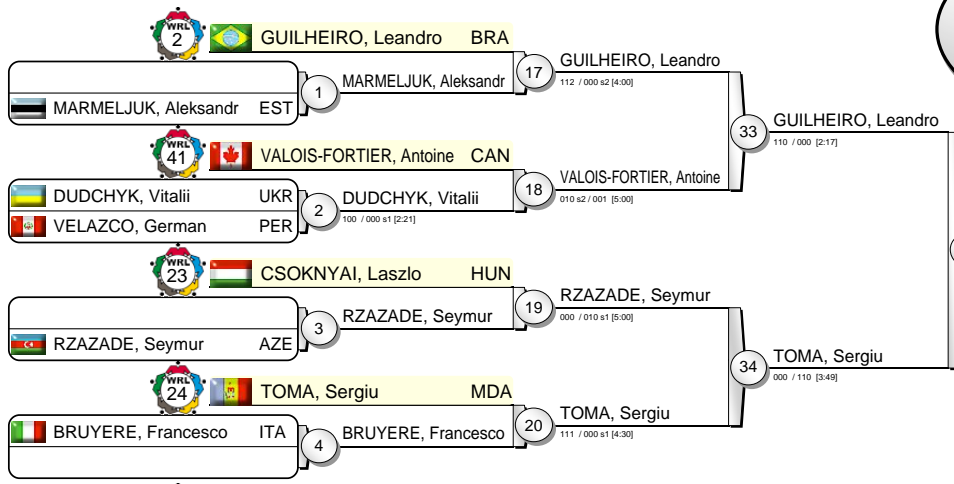 WRL
2
GUILHEIRO, Leandro BRA
MARMELJUK, Aleksandr EST
1
MARMELJUK, Aleksandr
17
GUILHEIRO, Leandro
112 / 000 s2 [4:00]
WRL
41
VALOIS-FORTIER, Antoine CAN
DUDCHYK, Vitalii UKR
VELAZCO, German PER
2
DUDCHYK, Vitalii
100 / 000 s1 [2:21]
18
VALOIS-FORTIER, Antoine
010 s2 / 001 [5:00]
33
GUILHEIRO, Leandro
110 / 000 [2:17]
WRL
23
CSOKNYAI, Laszlo HUN
RZAZADE, Seymur AZE
3
RZAZADE, Seymur
19
RZAZADE, Seymur
000 / 010 s1 [5:00]
WRL
24
TOMA, Sergiu MDA
BRUYERE, Francesco ITA
4
BRUYERE, Francesco
20
TOMA, Sergiu
111 / 000 s1 [4:30]
34
TOMA, Sergiu
000 / 110 [3:49]